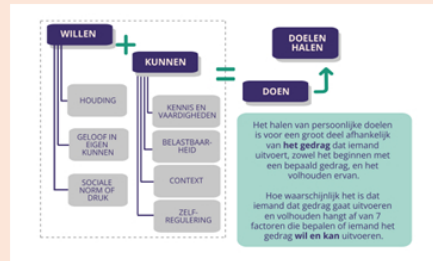 WILLEN
+
KUNNEN
=
DOEN
DOELEN
HALEN
HOUDING
GELOOF IN
EIGEN
KUNNEN
SOCIALE
NORM OF
DRUK
KENNIS EN
VAARDIGHEDEN
BELASTBAAR-
HEID
CONTEXT
ZELF-
REGULERING
Het halen van persoonlijke doelen
is voor een groot deel afhankelijk
van het gedrag dat iemand
uitvoert, zowel het beginnen met
een bepaald gedrag, en het
volhouden ervan.
Hoe waarschijnlijk het is dat
iemand dat gedrag gaat uitvoeren
en volhouden hangt af van 7
factoren die bepalen of iemand het
gedrag wil en kan uitvoeren.